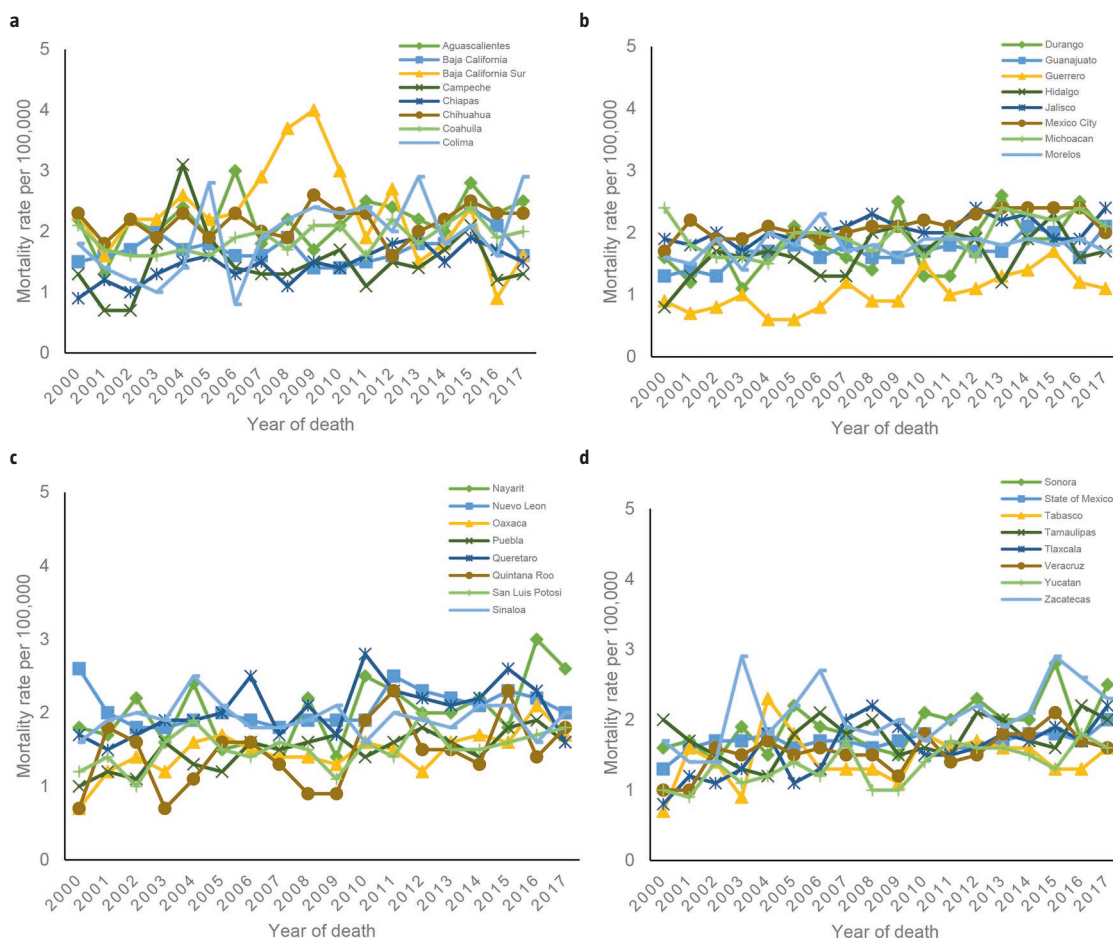 a
5
4
3
2
1
0
Mortality rate per 100,000
Aguascalientes
Baja California
Baja California Sur
Campeche
Chiapas
Chihuahua
Coahuila
Colima
2000
2001
2002
2003
2004
2005
2006
2007
2008
2009
2010
2011
2012
2013
2014
2015
2016
2017
Year of death
b
5
4
3
2
1
0
Mortality rate per 100,000
Durango
Guanajuato
Guerrero
Hidalgo
Jalisco
Mexico City
Michoacan
Morelos
2000
2001
2002
2003
2004
2005
2006
2007
2008
2009
2010
2011
2012
2013
2014
2015
2016
2017
Year of death
c
5
4
3
2
1
0
Mortality rate per 100,000
Nayarit
Nuevo Leon
Oaxaca
Puebla
Queretaro
Quintana Roo
San Luis Potosi
Sinaloa
2000
2001
2002
2003
2004
2005
2006
2007
2008
2009
2010
2011
2012
2013
2014
2015
2016
2017
Year of death
d
5
4
3
2
1
0
Mortality rate per 100,000
Sonora
State of Mexico
Tabasco
Tamaulipas
Tlaxcala
Veracruz
Yucatan
Zacatecas
2000
2001
2002
2003
2004
2005
2006
2007
2008
2009
2010
2011
2012
2013
2014
2015
2016
2017
Year of death